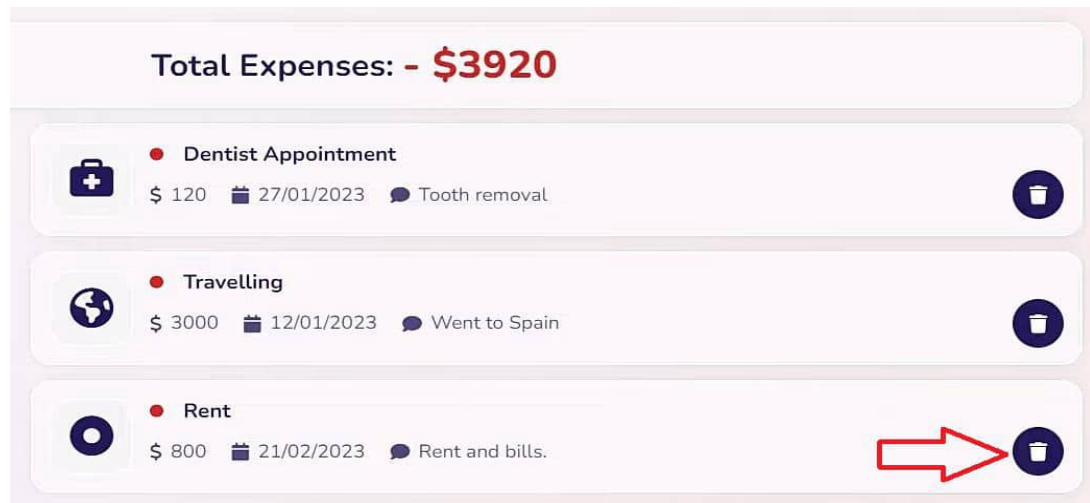 Total Expenses: - $3920
Dentist Appointment
$ 120 27/01/2023 Tooth removal
Travelling
$ 3000 12/01/2023 Went to Spain
Rent
$ 800 21/02/2023 Rent and bills.